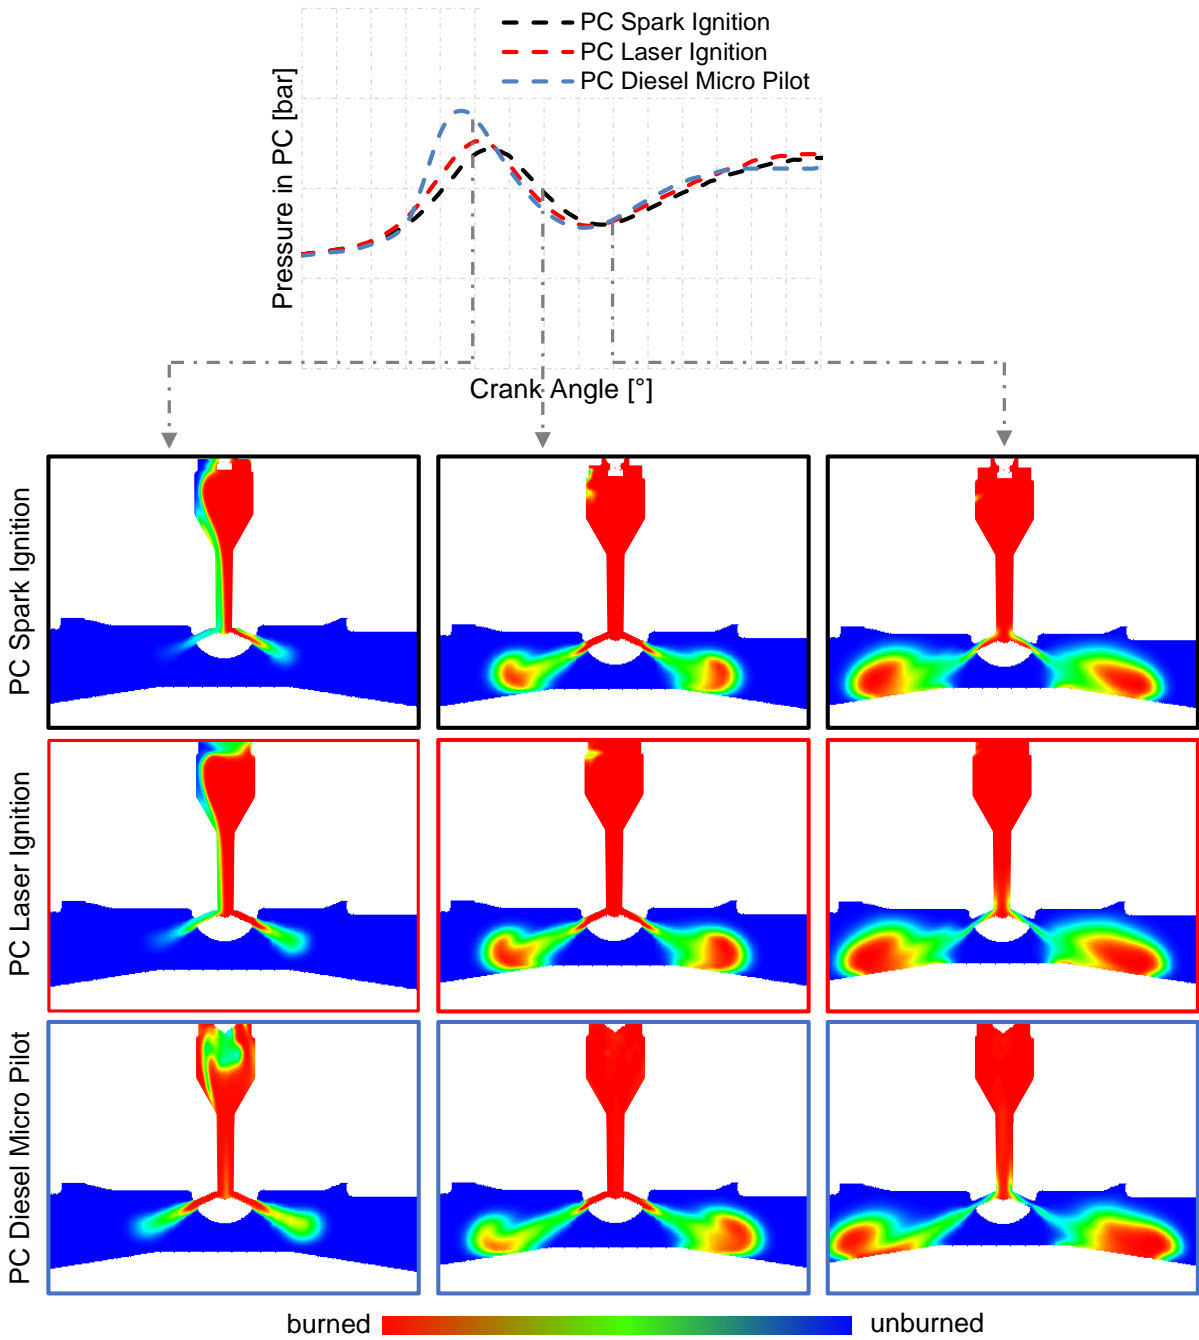 PC Spark Ignition
PC Laser Ignition
PC Diesel Micro Pilot
Pressure in PC [bar]
Crank Angle [°]
PC Spark Ignition
PC Laser Ignition
PC Diesel Micro Pilot
burned
unburned